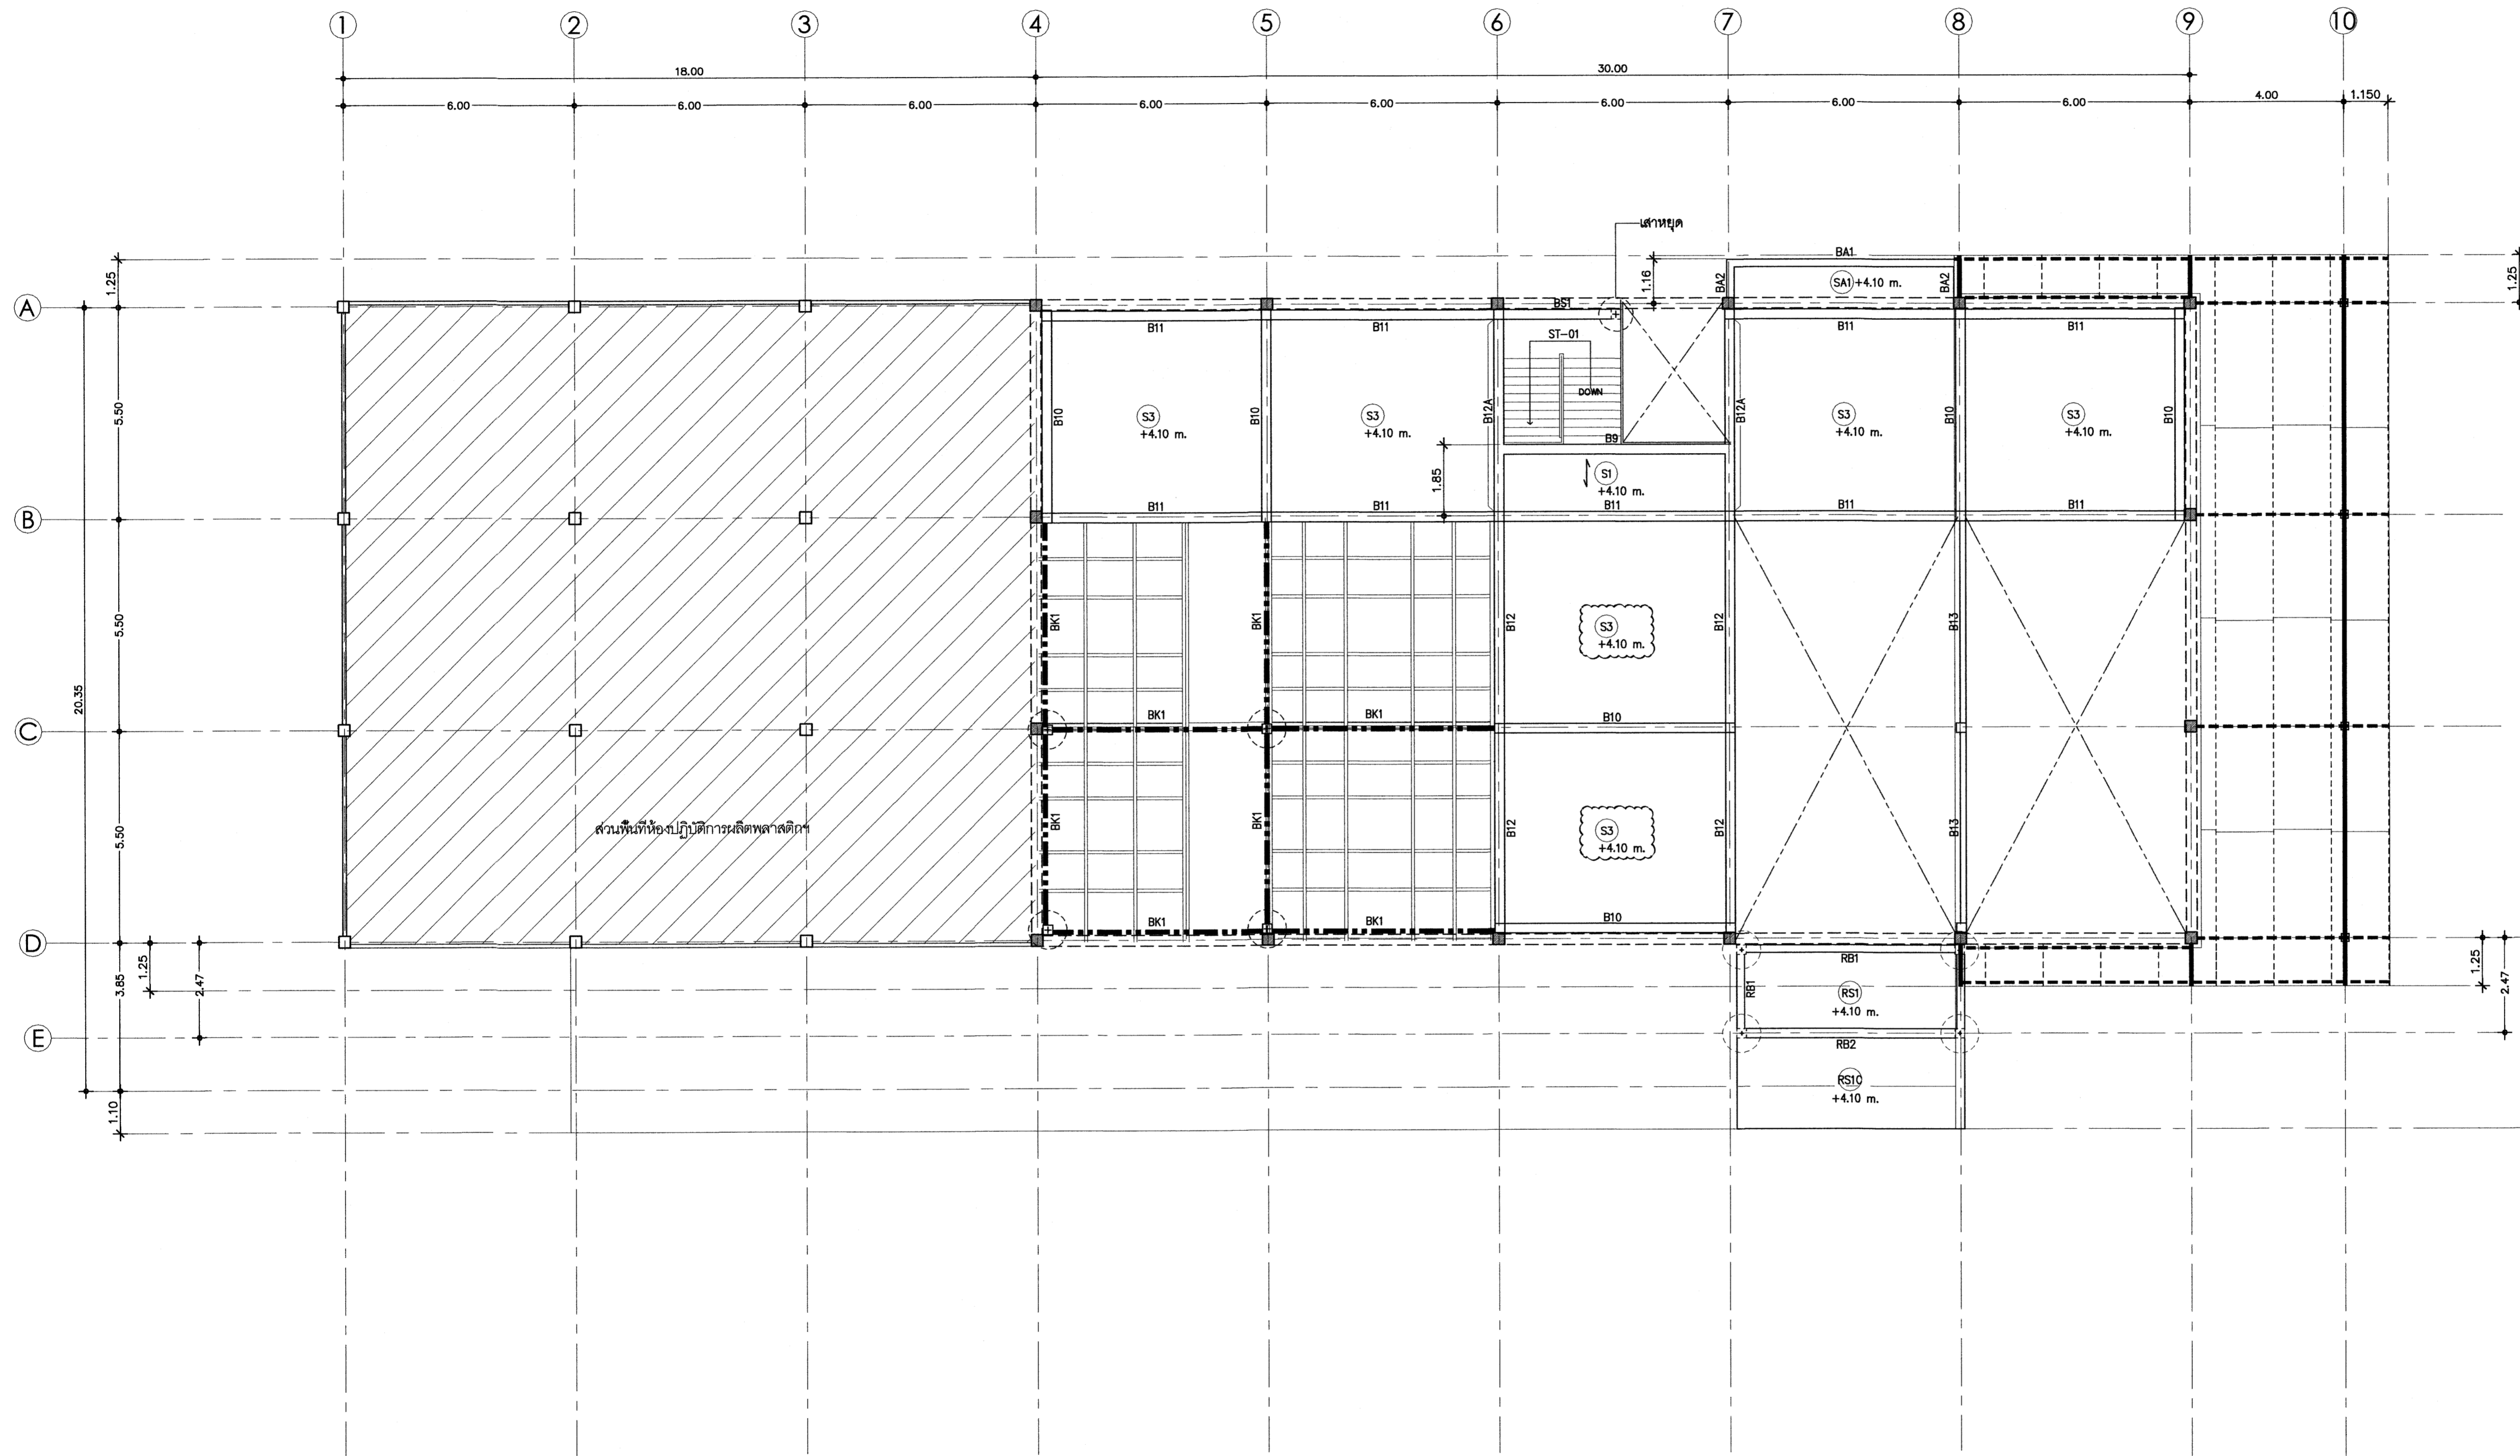 1 2 3 4 5 6 7 8 9 10
18.00 30.00
6.00 6.00 6.00 6.00 6.00 6.00 6.00 6.00 4.00 1.150
เสาหยุด
1.25 1.16 BA1 1.25
BA2 SA1 +4.10 m. BA2
A
BS1
B11 B11 B11 B11
ST-01
DOWN
5.50 B10 S3 B10 S3 B12A B12A S3 B10 S3 B10
+4.10 m. +4.10 m. +4.10 m. +4.10 m.
B9
1.85 S1
+4.10 m.
B11 B11 B11 B11 B11
B
5.50 BK1 BK1 B12 S3 B12 B13
+4.10 m.
20.35
BK1 BK1 B10
C
5.50 ส่วนพื้นที่ห้องปฏิบัติการผลิตพลาสติกฯ BK1 BK1 B12 S3 B12 B13
+4.10 m.
BK1 BK1 B10
D
1.25 RB1 1.25
3.85 2.47 RB1 RS1 2.47
+4.10 m.
E
RB2
RS10
1.10 +4.10 m.